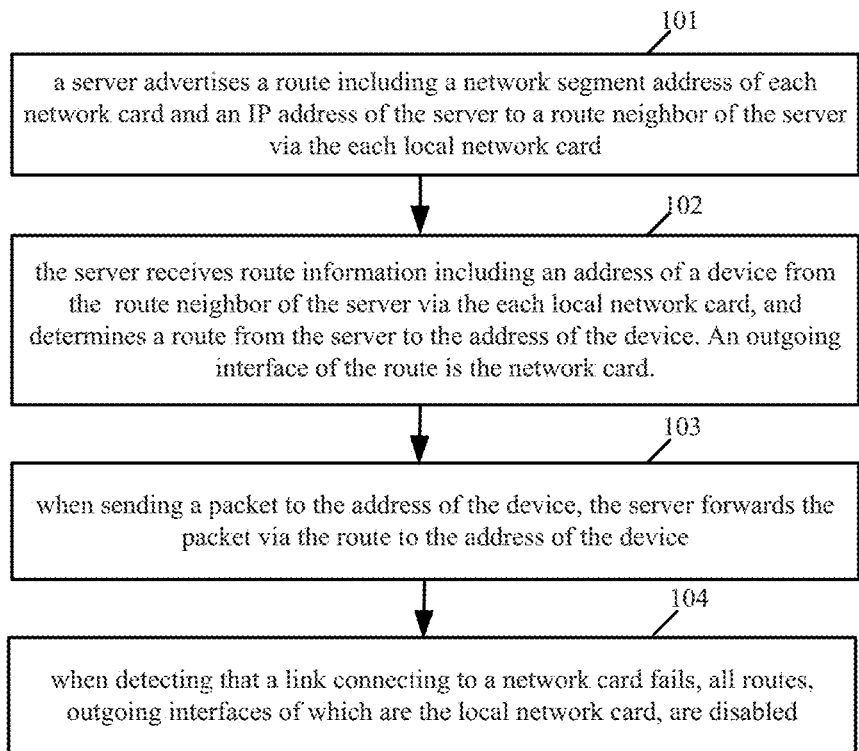 101
a server advertises a route including a network segment address of each
network card and an IP address of the server to a route neighbor of the server
via the each local network card
102
the server receives route information including an address of a device from
the route neighbor of the server via the each local network card, and
determines a route from the server to the address of the device. An outgoing
interface of the route is the network card.
103
when sending a packet to the address of the device, the server forwards the
packet via the route to the address of the device
104
when detecting that a link connecting to a network card fails, all routes,
outgoing interfaces of which are the local network card, are disabled